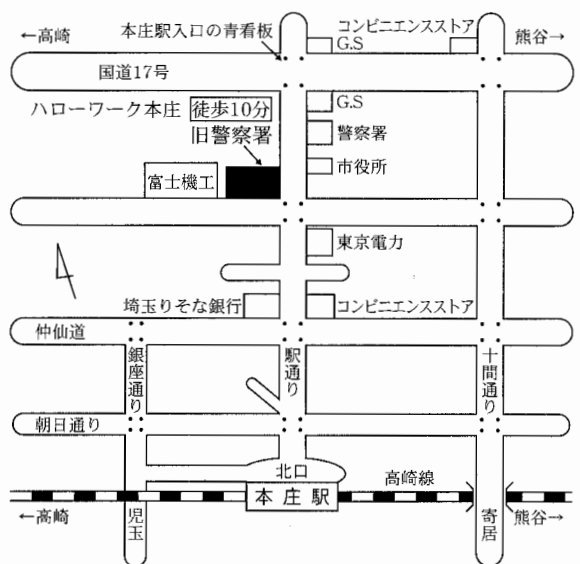 コンビニエンスストア
←高崎
本庄駅入口の青看板
G.S
熊谷→
国道17号
ハローワーク本庄
徒歩10分
G.S
旧警察署
警察署
富士機工
市役所
東京電力
埼玉りそな銀行
コンビニエンスストア
仲仙道
銀座通り
駅通り
十間通り
朝日通り
北口
高崎線
本庄駅
←高崎
児玉
寄居
熊谷→